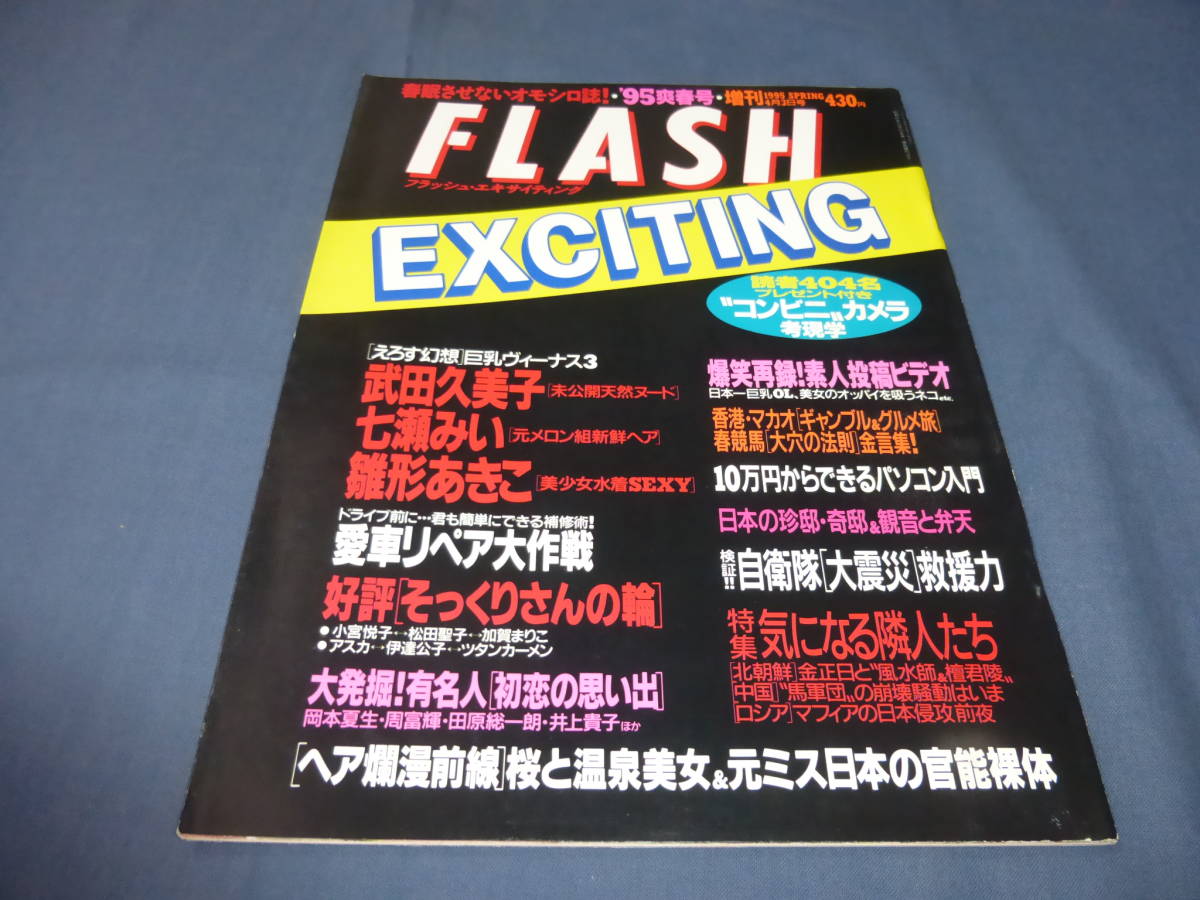 春眠させないオモシロ誌!・'95爽春号・増刊 1995 SPRING 4月3日号 430円
FLASH
フラッシュ・エキサイティング
EXCITING
読者404名
プレゼント付き
"コンビニ"カメラ
考現学
[えろす幻想]巨乳ヴィーナス3
武田久美子[未公開天然ヌード]
七瀬みい[元メロン組新鮮ヘア]
雛形あきこ[美少女水着SEXY]
ドライブ前に…君も簡単にできる補修術!
愛車リペア大作戦
好評[そっくりさんの輪]
●小宮悦子↔松田聖子↔加賀まりこ
●アスカ↔伊達公子↔ツタンカーメン
大発掘!有名人[初恋の思い出]
岡本夏生・周富輝・田原総一朗・井上貴子ほか
爆笑再録!素人投稿ビデオ
日本一巨乳OL、美女のオッパイを吸うネコetc.
香港・マカオ[ギャンブル&グルメ旅]
春競馬[大穴の法則]金言集!
10万円からできるパソコン入門
日本の珍邸・奇邸&観音と弁天
検証!!自衛隊[大震災]救援力
特集 気になる隣人たち
[北朝鮮]金正日と"風水師&檀君陵"
[中国]"馬軍団"の崩壊騒動はいま
[ロシア]マフィアの日本侵攻前夜
[ヘア爛漫前線]桜と温泉美女&元ミス日本の官能裸体